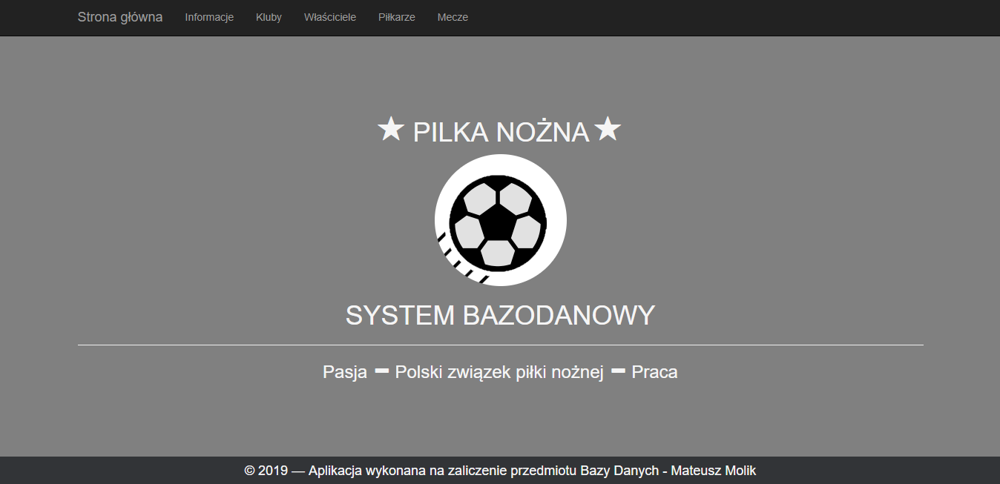 Strona główna Informacje Kluby Właściciele Piłkarze Mecze
★ PILKA NOŻNA ★
SYSTEM BAZODANOWY
Pasja - Polski związek piłki nożnej - Praca
© 2019 — Aplikacja wykonana na zaliczenie przedmiotu Bazy Danych - Mateusz Molik